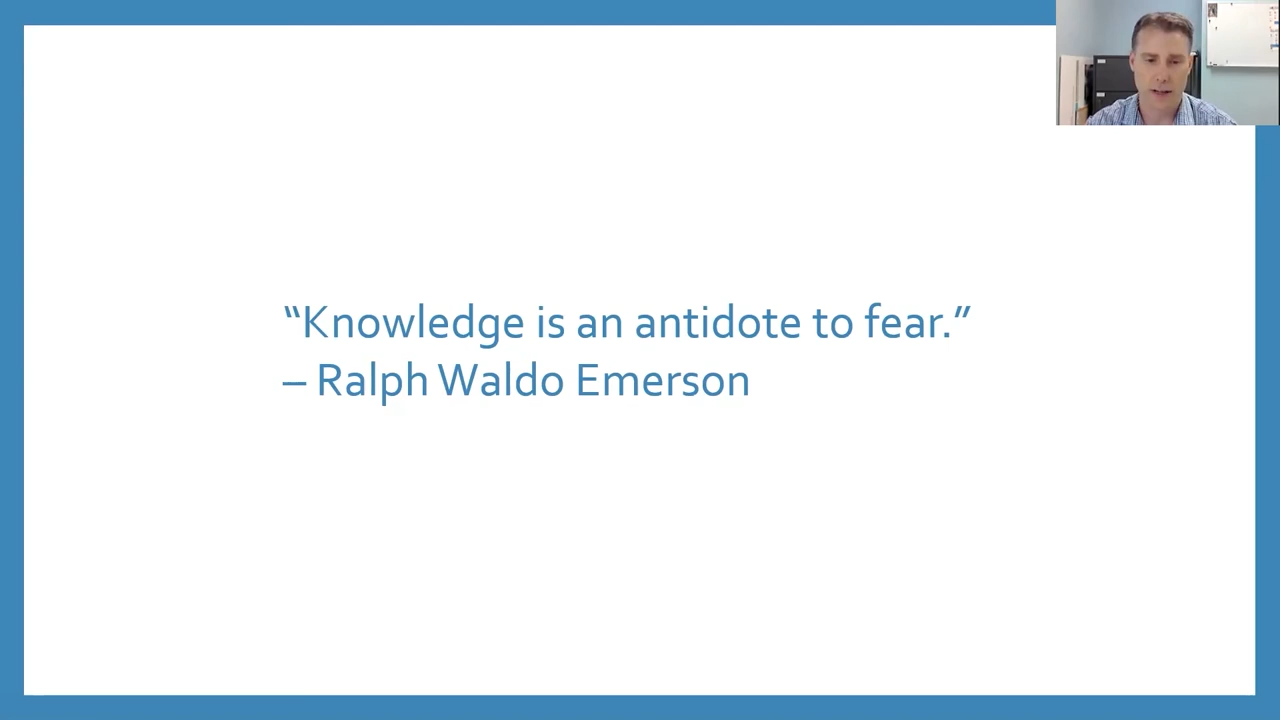 “Knowledge is an antidote to fear.”
– Ralph Waldo Emerson